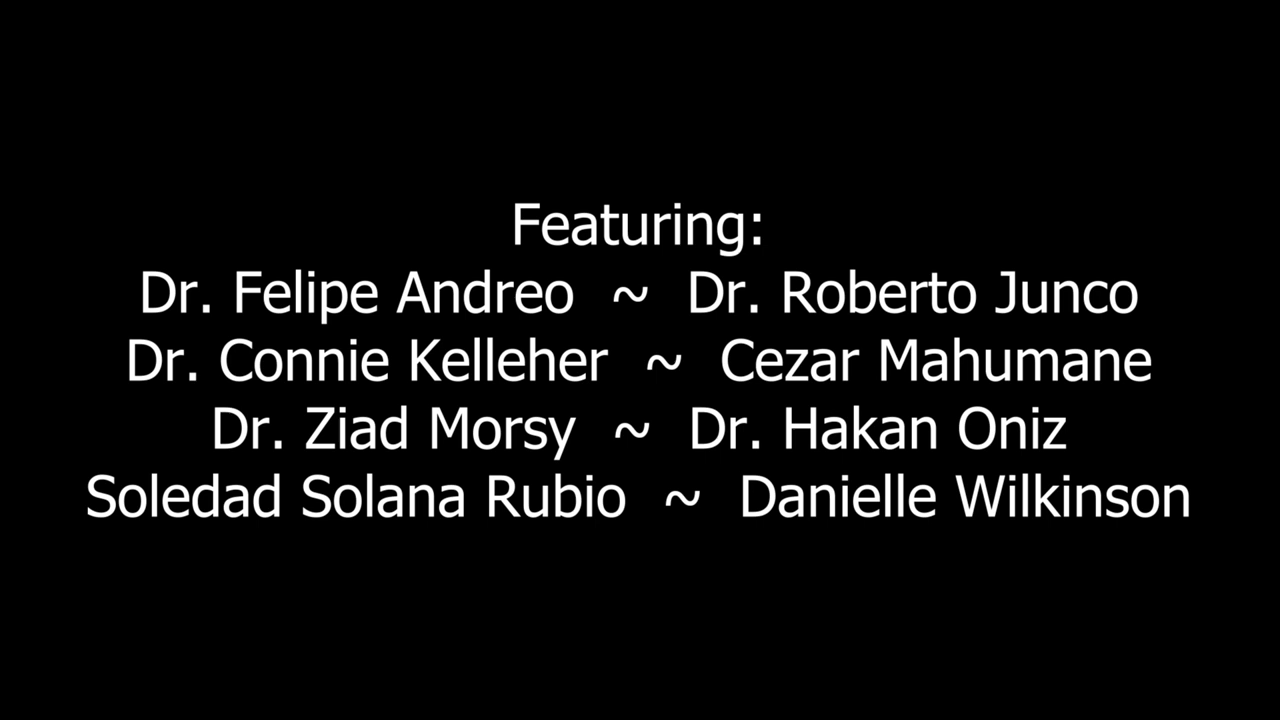 Featuring:
Dr. Felipe Andreo ~ Dr. Roberto Junco
Dr. Connie Kelleher ~ Cezar Mahumane
Dr. Ziad Morsy ~ Dr. Hakan Oniz
Soledad Solana Rubio ~ Danielle Wilkinson